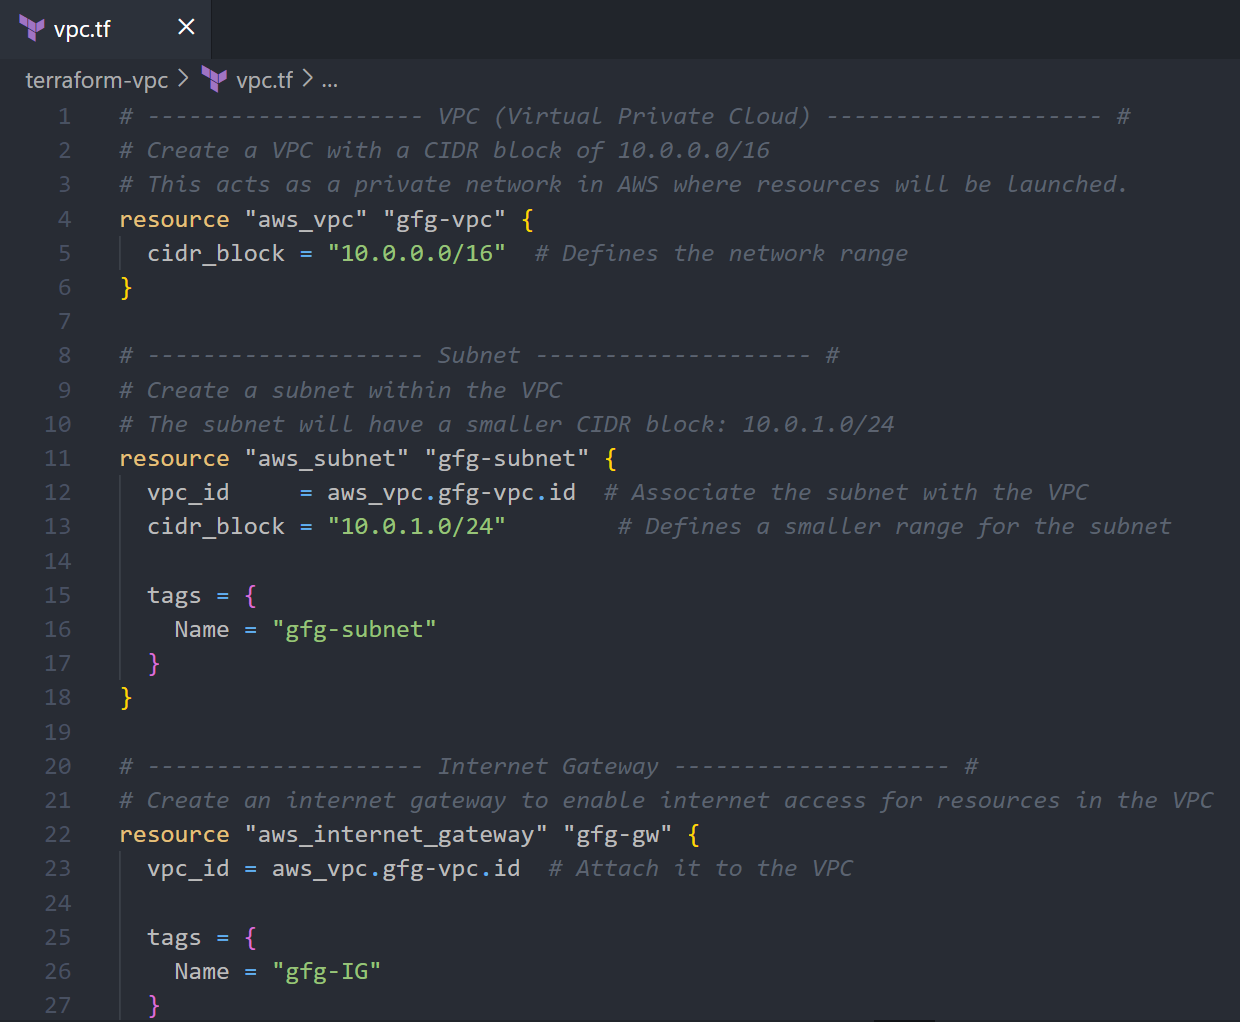 vpc.tf
terraform-vpc > vpc.tf > ...
1 # -------------------- VPC (Virtual Private Cloud) -------------------- #
2 # Create a VPC with a CIDR block of 10.0.0.0/16
3 # This acts as a private network in AWS where resources will be launched.
4 resource "aws_vpc" "gfg-vpc" {
5   cidr_block = "10.0.0.0/16"  # Defines the network range
6 }
7
8 # -------------------- Subnet -------------------- #
9 # Create a subnet within the VPC
10 # The subnet will have a smaller CIDR block: 10.0.1.0/24
11 resource "aws_subnet" "gfg-subnet" {
12   vpc_id     = aws_vpc.gfg-vpc.id  # Associate the subnet with the VPC
13   cidr_block = "10.0.1.0/24"        # Defines a smaller range for the subnet
14
15   tags = {
16     Name = "gfg-subnet"
17   }
18 }
19
20 # -------------------- Internet Gateway -------------------- #
21 # Create an internet gateway to enable internet access for resources in the VPC
22 resource "aws_internet_gateway" "gfg-gw" {
23   vpc_id = aws_vpc.gfg-vpc.id  # Attach it to the VPC
24
25   tags = {
26     Name = "gfg-IG"
27   }